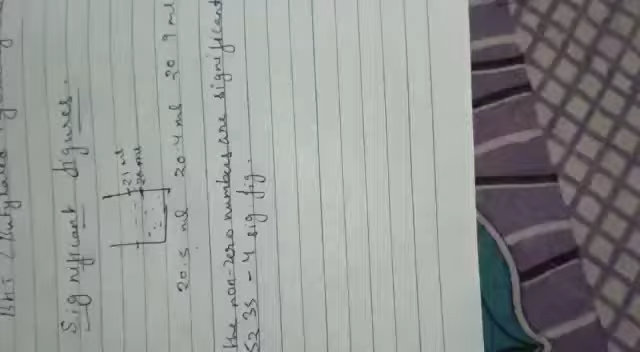 Significant figures.
21 ml
20 ml
20.5 ml 20.4 ml 20.9 ml
the non-zero numbers are significant
5235 - 4 sig fig.